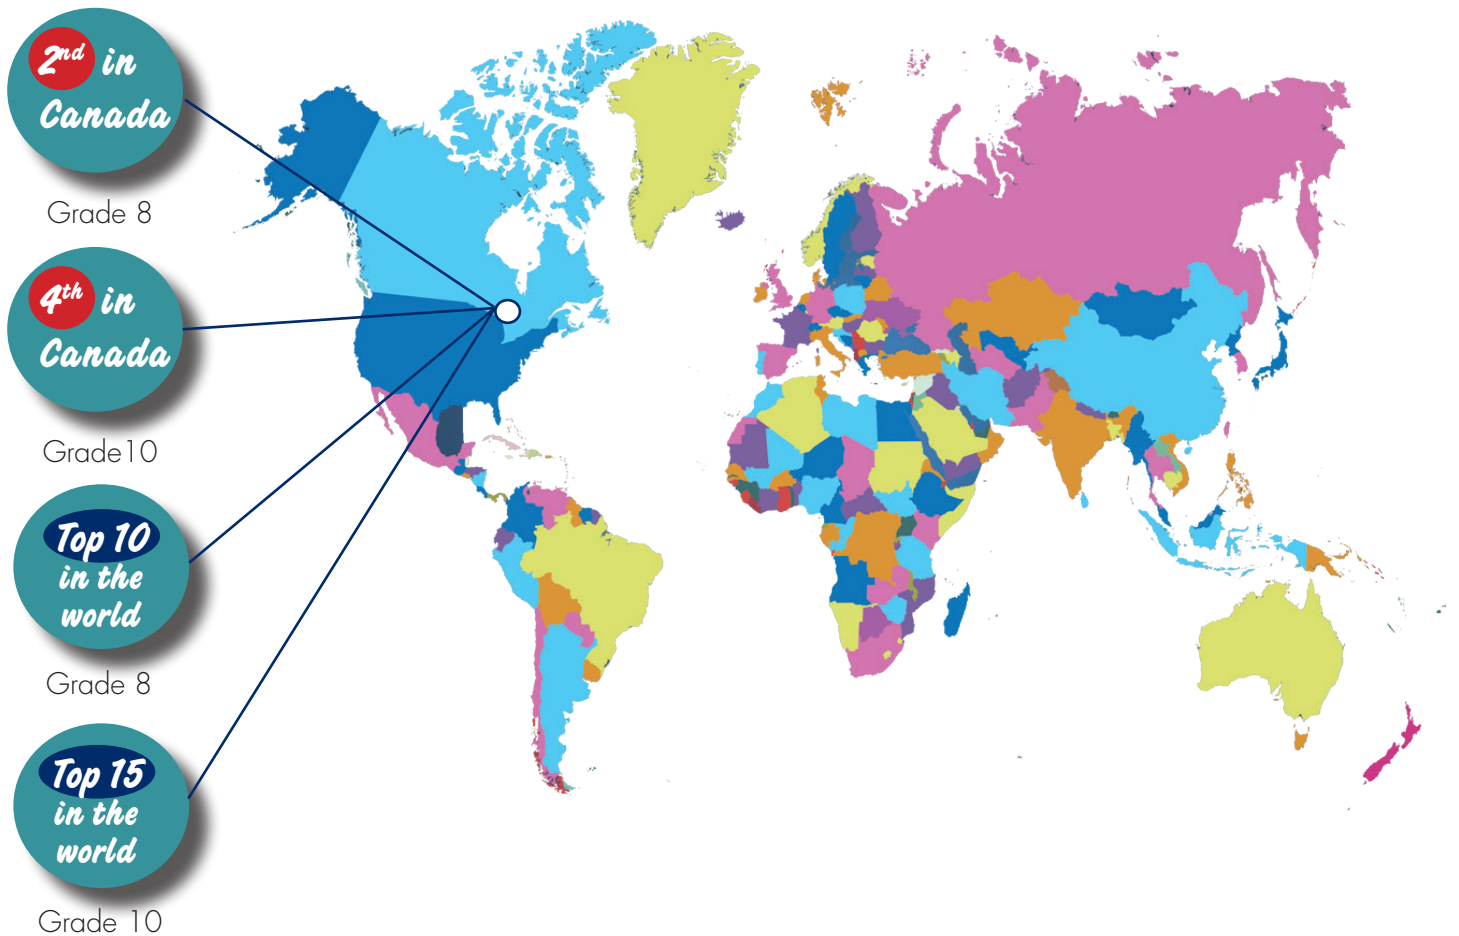 2nd in
Canada
Grade 8
4th in
Canada
Grade10
Top 10
in the
world
Grade 8
Top 15
in the
world
Grade 10